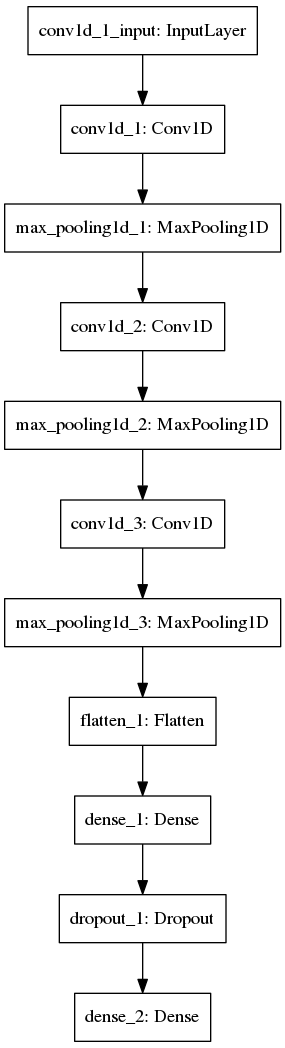 conv1d_1_input: InputLayer
conv1d_1: Conv1D
max_pooling1d_1: MaxPooling1D
conv1d_2: Conv1D
max_pooling1d_2: MaxPooling1D
conv1d_3: Conv1D
max_pooling1d_3: MaxPooling1D
flatten_1: Flatten
dense_1: Dense
dropout_1: Dropout
dense_2: Dense